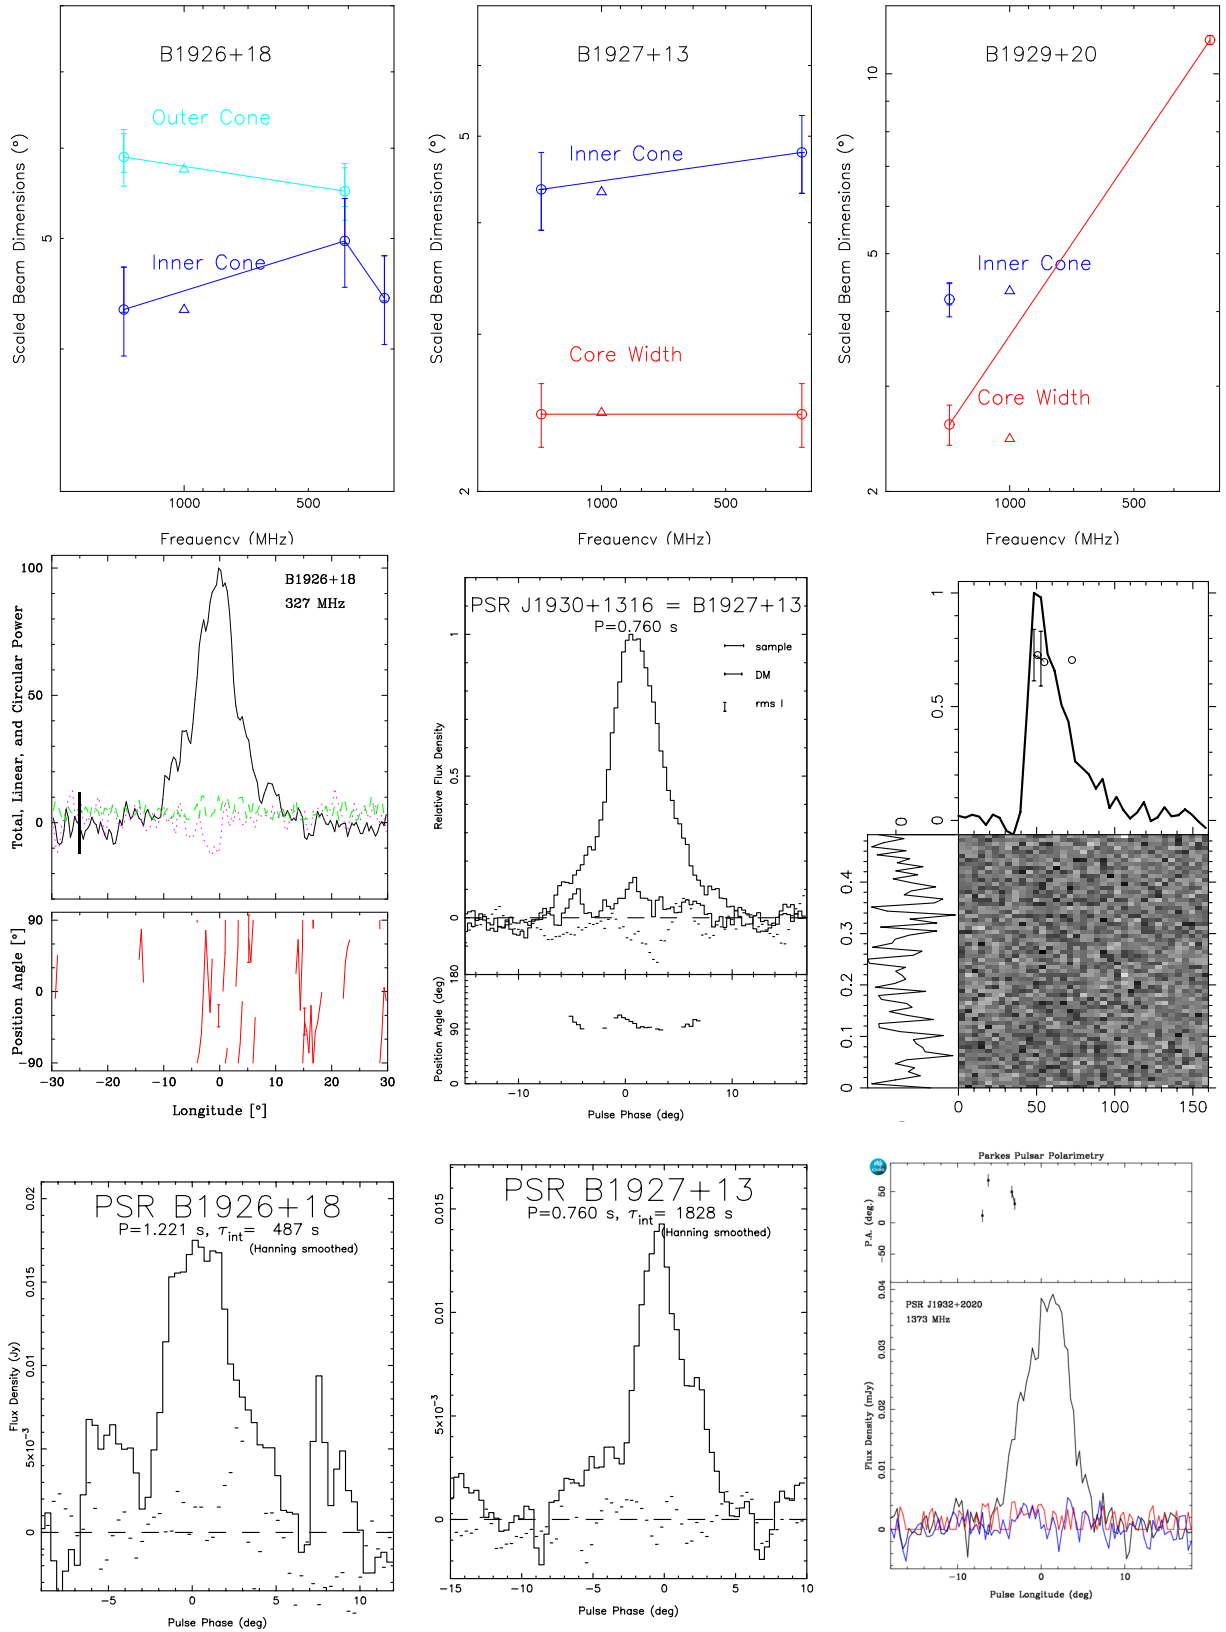 B1926+18
Outer Cone
Inner Cone
Scaled Beam Dimensions (°)
5
1000 500
Frequency (MHz)
B1927+13
Inner Cone
Core Width
Scaled Beam Dimensions (°)
5
2
1000 500
Frequency (MHz)
B1929+20
Inner Cone
Core Width
Scaled Beam Dimensions (°)
10
5
2
1000 500
Frequency (MHz)
B1926+18
327 MHz
Total, Linear, and Circular Power
100
50
0
Position Angle [°]
90
0
−90
−30 −20 −10 0 10 20 30
Longitude [°]
PSR J1930+1316 = B1927+13
P=0.760 s
sample
DM
rms I
Relative Flux Density
1
0.5
0
Position Angle (deg)
180
90
0
−10 0 10
Pulse Phase (deg)
1
0.5
0
0
0.4
0.3
0.2
0.1
0
0 50 100 150
PSR B1926+18
P=1.221 s, τint= 487 s
(Hanning smoothed)
Flux Density (Jy)
0.02
0.015
0.01
5×10−3
0
−5 0 5 10
Pulse Phase (deg)
PSR B1927+13
P=0.760 s, τint= 1828 s
(Hanning smoothed)
0.015
0.01
5×10−3
0
−15 −10 −5 0 5 10
Pulse Phase (deg)
Parkes Pulsar Polarimetry
P.A. (deg.)
50
0
−50
PSR J1932+2020
1373 MHz
Flux Density (mJy)
0.04
0.03
0.02
0.01
0
−10 0 10
Pulse Longitude (deg)